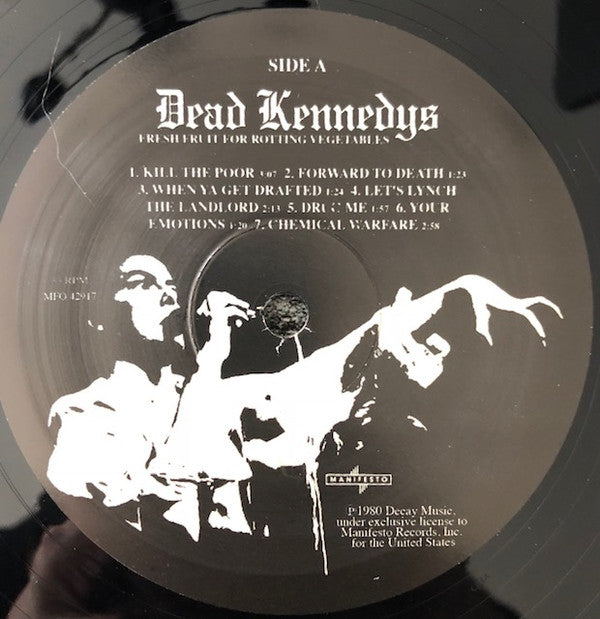 SIDE A
Dead Kennedys
FRESH FRUIT FOR ROTTING VEGETABLES
1. KILL THE POOR 3:07 2. FORWARD TO DEATH 1:23
3. WHEN YA GET DRAFTED 1:24 4. LET'S LYNCH
THE LANDLORD 2:13 5. DRUG ME 1:57 6. YOUR
EMOTIONS 1:20 7. CHEMICAL WARFARE 2:58
RPM
MFO 42917
MANIFESTO
℗1980 Decay Music,
under exclusive license to
Manifesto Records, Inc.
for the United States